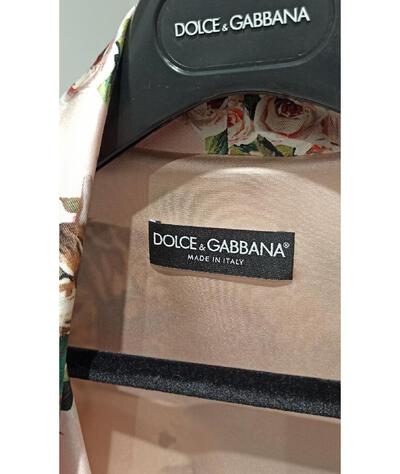 DOLCE & GABBANA
DOLCE & GABBANA®
MADE IN ITALY